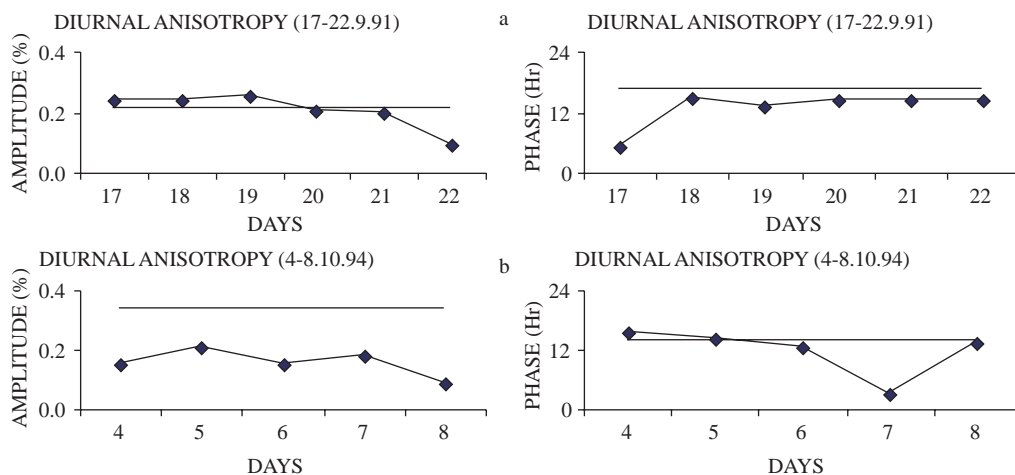 DIURNAL ANISOTROPY (17-22.9.91)
a
DIURNAL ANISOTROPY (17-22.9.91)
AMPLITUDE (%)
0.4
0.2
0.0
17 18 19 20 21 22
DAYS
PHASE (Hr)
24
12
0
17 18 19 20 21 22
DAYS
DIURNAL ANISOTROPY (4-8.10.94)
b
DIURNAL ANISOTROPY (4-8.10.94)
AMPLITUDE (%)
0.4
0.2
0.0
4 5 6 7 8
DAYS
PHASE (Hr)
24
12
0
4 5 6 7 8
DAYS